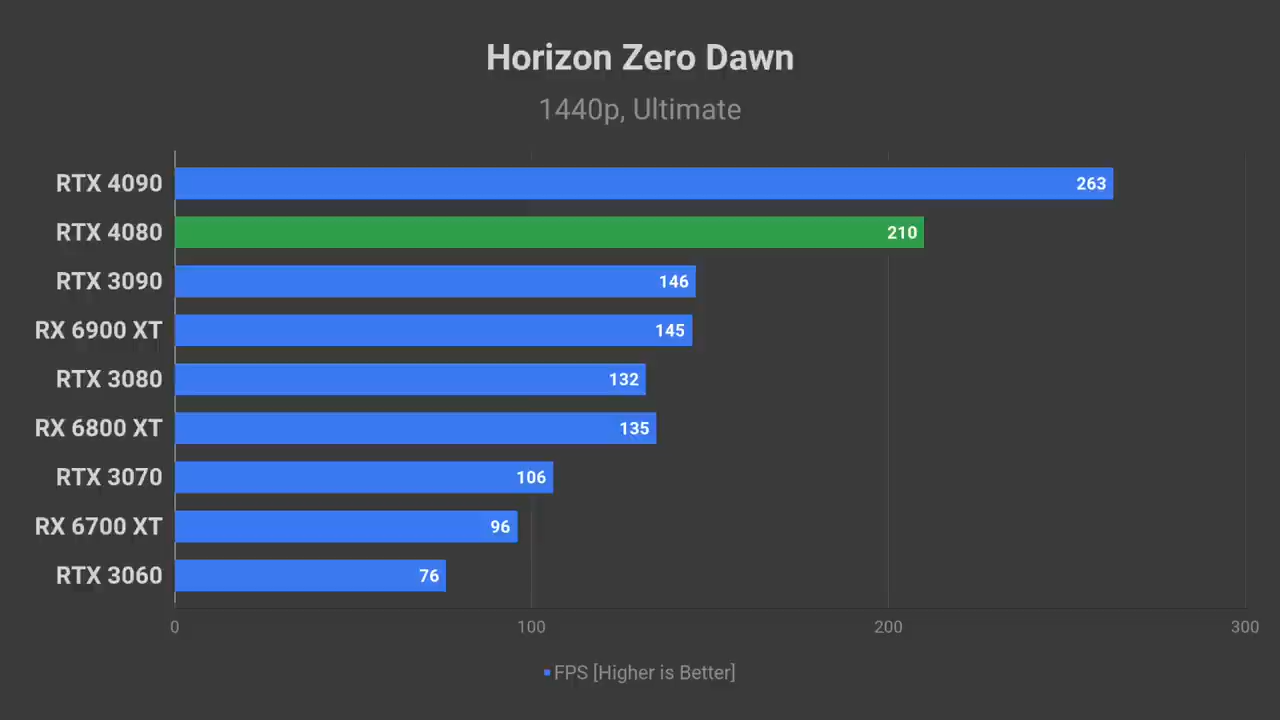 Horizon Zero Dawn
1440p, Ultimate
RTX 4090 263
RTX 4080 210
RTX 3090 146
RX 6900 XT 145
RTX 3080 132
RX 6800 XT 135
RTX 3070 106
RX 6700 XT 96
RTX 3060 76
0 100 200 300
FPS [Higher is Better]